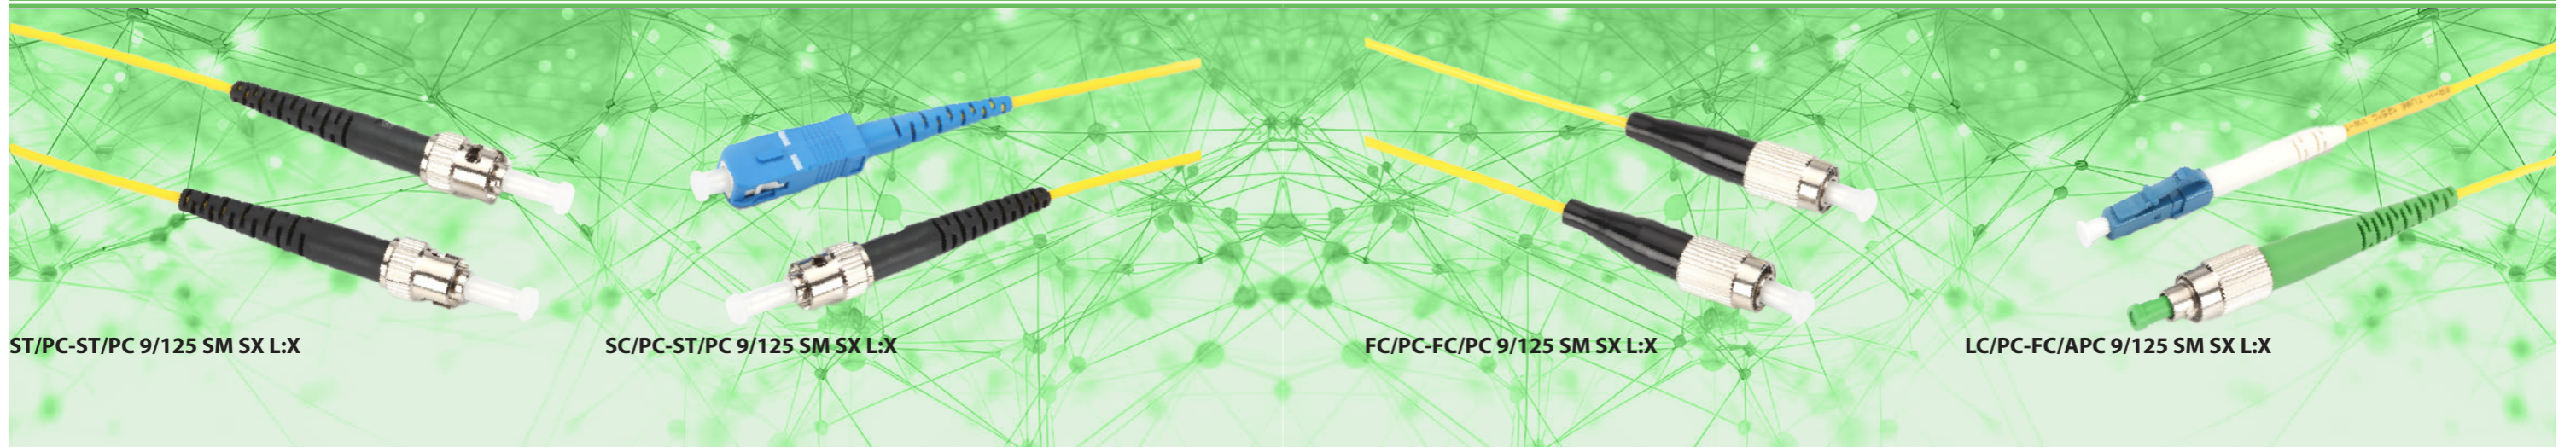 ST/PC-ST/PC 9/125 SM SX L:X
SC/PC-ST/PC 9/125 SM SX L:X
FC/PC-FC/PC 9/125 SM SX L:X
LC/PC-FC/APC 9/125 SM SX L:X